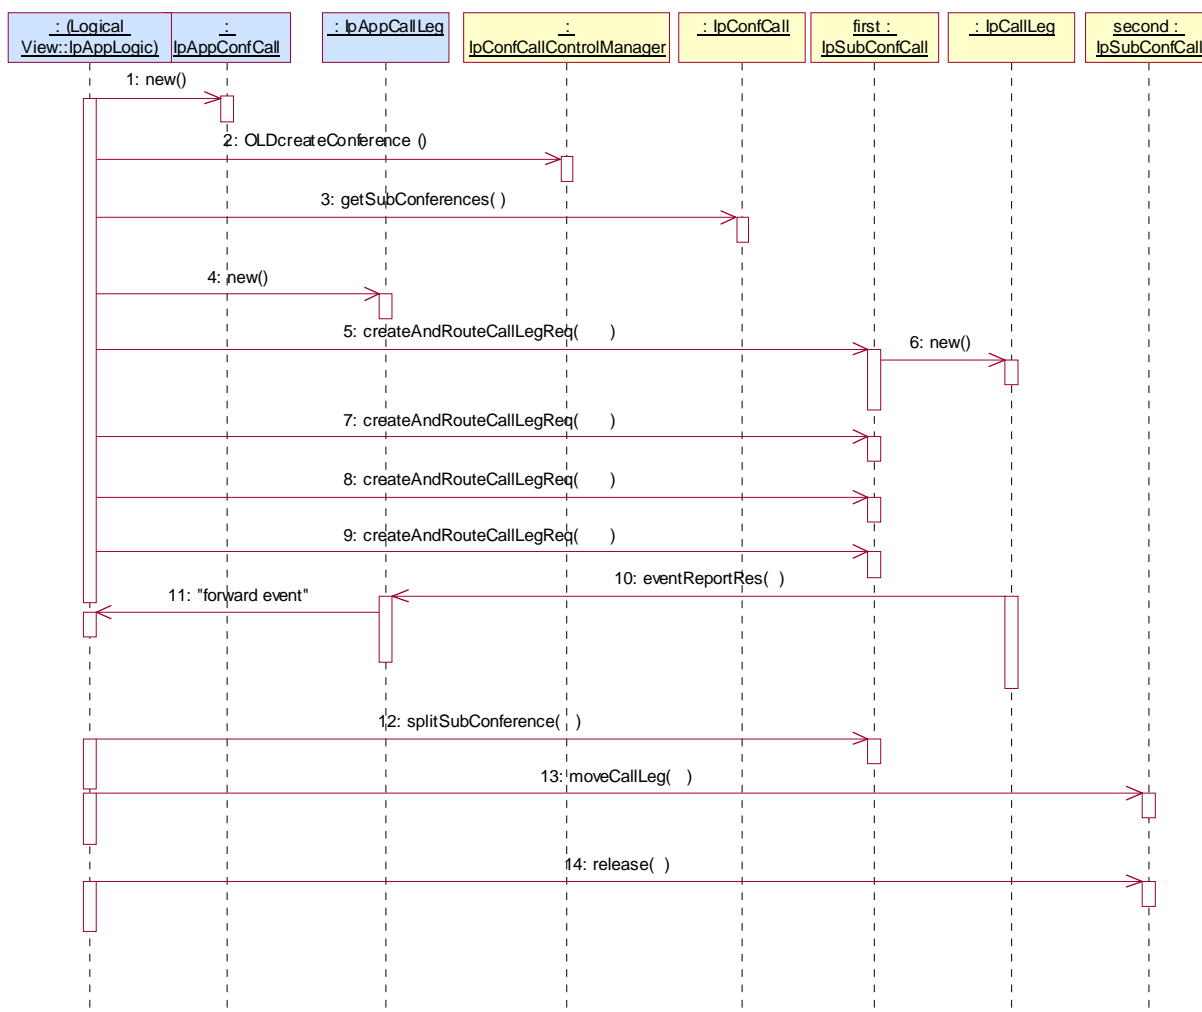 : (Logical
View::IpAppLogic)
:
IpAppConfCall
: IpAppCallLeg
:
IpConfCallControlManager
: IpConfCall
first :
IpSubConfCall
: IpCallLeg
second :
IpSubConfCall
1: new()
2: OLDcreateConference ()
3: getSubConferences( )
4: new()
5: createAndRouteCallLegReq( )
6: new()
7: createAndRouteCallLegReq( )
8: createAndRouteCallLegReq( )
9: createAndRouteCallLegReq( )
10: eventReportRes( )
11: "forward event"
12: splitSubConference( )
13: moveCallLeg( )
14: release( )